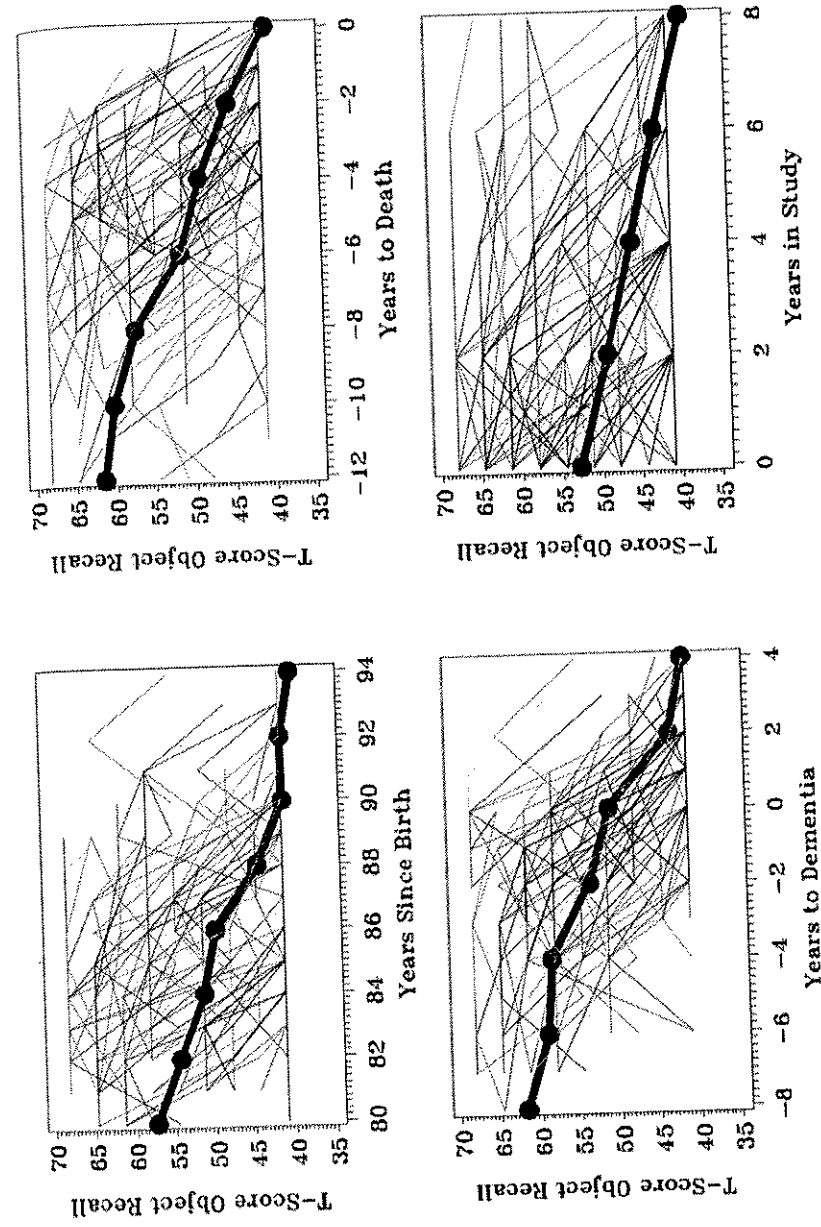 70
65
60
55
50
45
40
35
T-Score Object Recall
80 82 84 86 88 90 92 94
Years Since Birth
70
65
60
55
50
45
40
35
T-Score Object Recall
-12 -10 -8 -6 -4 -2 0
Years to Death
70
65
60
55
50
45
40
35
T-Score Object Recall
-8 -6 -4 -2 0 2 4
Years to Dementia
70
65
60
55
50
45
40
35
T-Score Object Recall
0 2 4 6 8
Years in Study